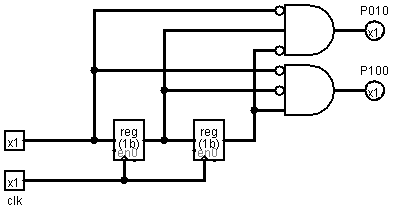 P010
x1
P100
x1
x1
reg
(1b)
en0
reg
(1b)
en0
x1
clk